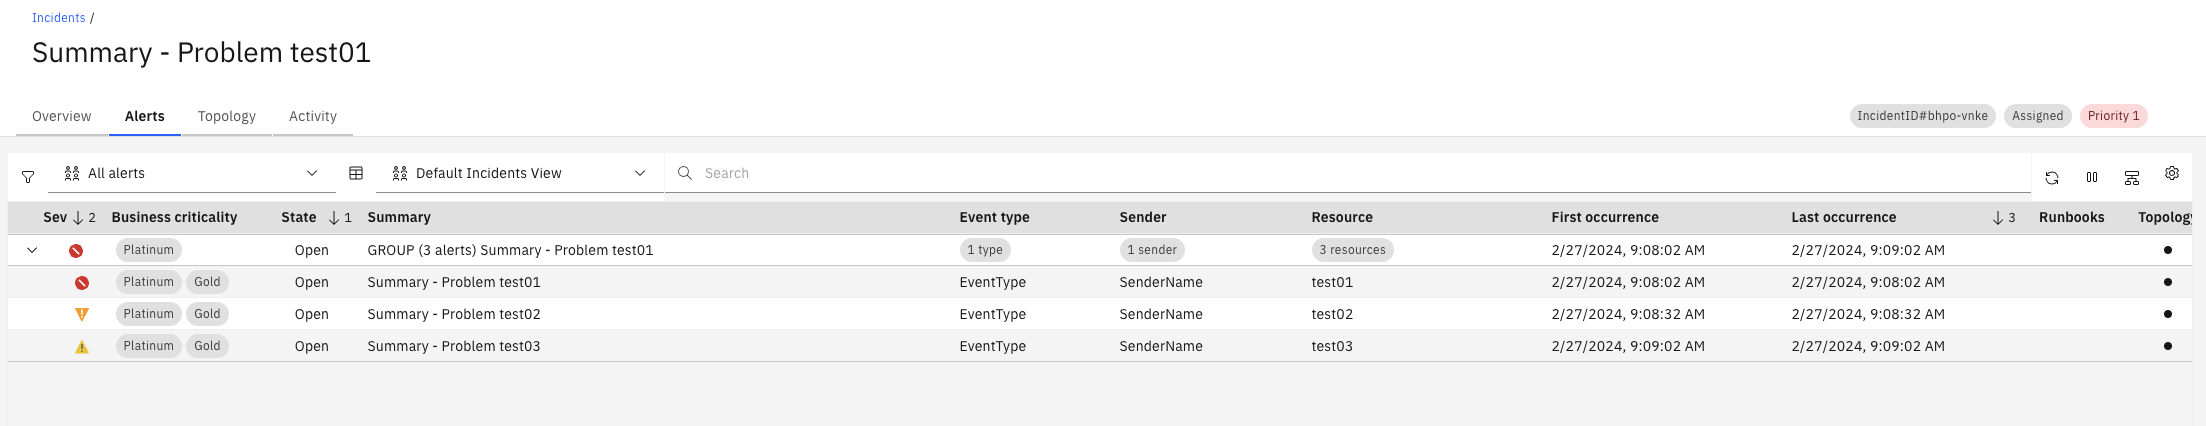 Incidents /
Summary - Problem test01
Overview Alerts Topology Activity IncidentID#bhpo-vnke Assigned Priority 1
All alerts Default Incidents View Search
Sev 2 Business criticality State 1 Summary Event type Sender Resource First occurrence Last occurrence 3 Runbooks Topology
Platinum Open GROUP (3 alerts) Summary - Problem test01 1 type 1 sender 3 resources 2/27/2024, 9:08:02 AM 2/27/2024, 9:09:02 AM
Platinum Gold Open Summary - Problem test01 EventType SenderName test01 2/27/2024, 9:08:02 AM 2/27/2024, 9:08:02 AM
Platinum Gold Open Summary - Problem test02 EventType SenderName test02 2/27/2024, 9:08:32 AM 2/27/2024, 9:08:32 AM
Platinum Gold Open Summary - Problem test03 EventType SenderName test03 2/27/2024, 9:09:02 AM 2/27/2024, 9:09:02 AM